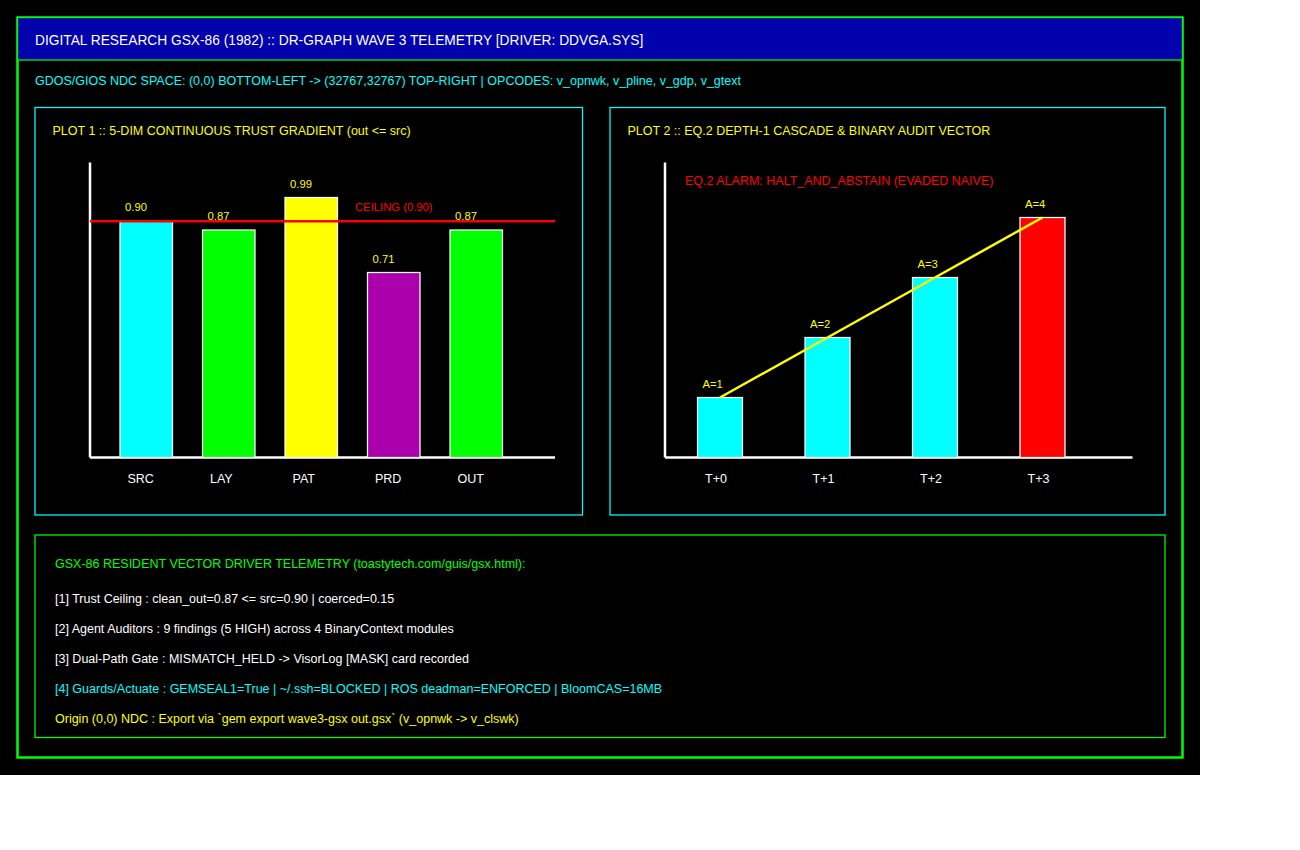 DIGITAL RESEARCH GSX-86 (1982) :: DR-GRAPH WAVE 3 TELEMETRY [DRIVER: DDVGA.SYS]
GDOS/GIOS NDC SPACE: (0,0) BOTTOM-LEFT -> (32767,32767) TOP-RIGHT | OPCODES: v_opnwk, v_pline, v_gdp, v_gtext
PLOT 1 :: 5-DIM CONTINUOUS TRUST GRADIENT (out <= src)
0.99
0.90
CEILING (0.90)
0.87
0.87
0.71
SRC
LAY
PAT
PRD
OUT
PLOT 2 :: EQ.2 DEPTH-1 CASCADE & BINARY AUDIT VECTOR
EQ.2 ALARM: HALT_AND_ABSTAIN (EVADED NAIVE)
A=4
A=3
A=2
A=1
T+0
T+1
T+2
T+3
GSX-86 RESIDENT VECTOR DRIVER TELEMETRY (toastytech.com/guis/gsx.html):
[1] Trust Ceiling : clean_out=0.87 <= src=0.90 | coerced=0.15
[2] Agent Auditors : 9 findings (5 HIGH) across 4 BinaryContext modules
[3] Dual-Path Gate : MISMATCH_HELD -> VisorLog [MASK] card recorded
[4] Guards/Actuate : GEMSEAL1=True | ~/.ssh=BLOCKED | ROS deadman=ENFORCED | BloomCAS=16MB
Origin (0,0) NDC : Export via `gem export wave3-gsx out.gsx` (v_opnwk -> v_clswk)